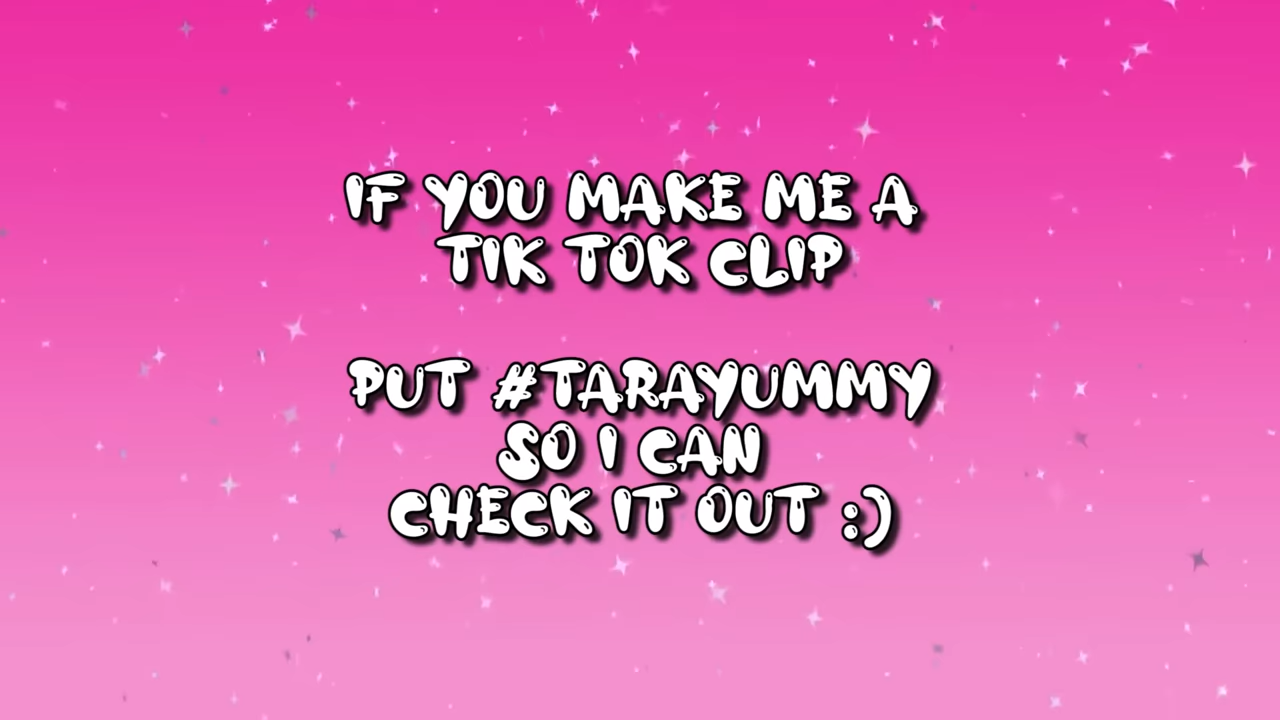 IF YOU MAKE ME A
TIK TOK CLIP
PUT #TARAYUMMY
SO I CAN
CHECK IT OUT :)